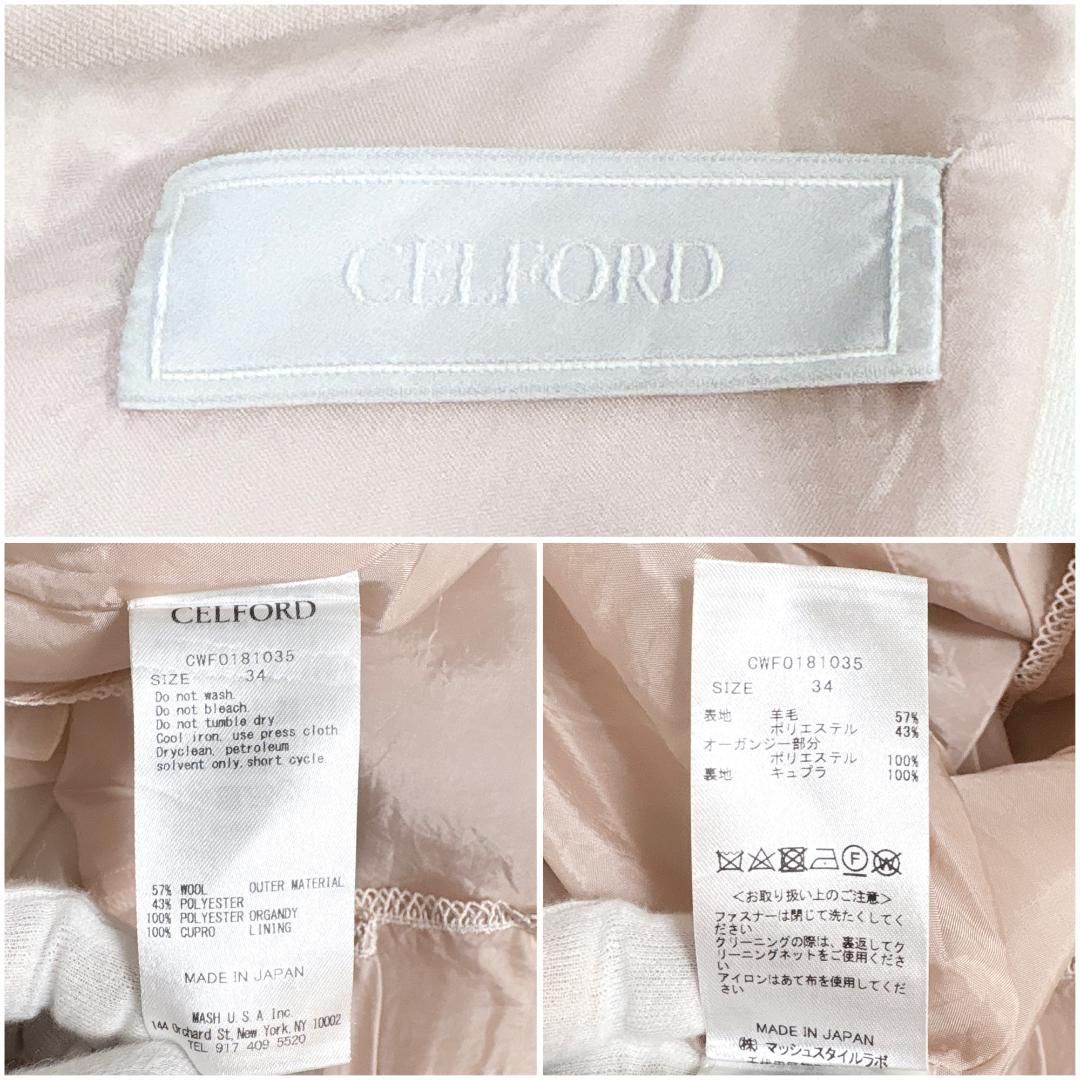 CELFORD
CELFORD
CWF0181035
SIZE 34
Do not wash.
Do not bleach.
Do not tumble dry.
Cool iron, use press cloth
Dryclean, petroleum
solvent only, short cycle.
57% WOOL OUTER MATERIAL
43% POLYESTER
100% POLYESTER ORGANDY
100% CUPRO LINING
MADE IN JAPAN
MASH U S A Inc.
144 Orchard St, New York, NY 10002
TEL 917 409 5520
CWF0181035
SIZE 34
表地 羊毛 57%
ポリエステル 43%
オーガンジー部分
ポリエステル 100%
裏地 キュプラ 100%
F W
<お取り扱い上のご注意>
ファスナーは閉じて洗たくしてく
ださい
クリーニングの際は、裏返してク
リーニングネットをご使用くださ
い
アイロンはあて布を使用してくだ
さい
MADE IN JAPAN
(株) マッシュスタイルラボ